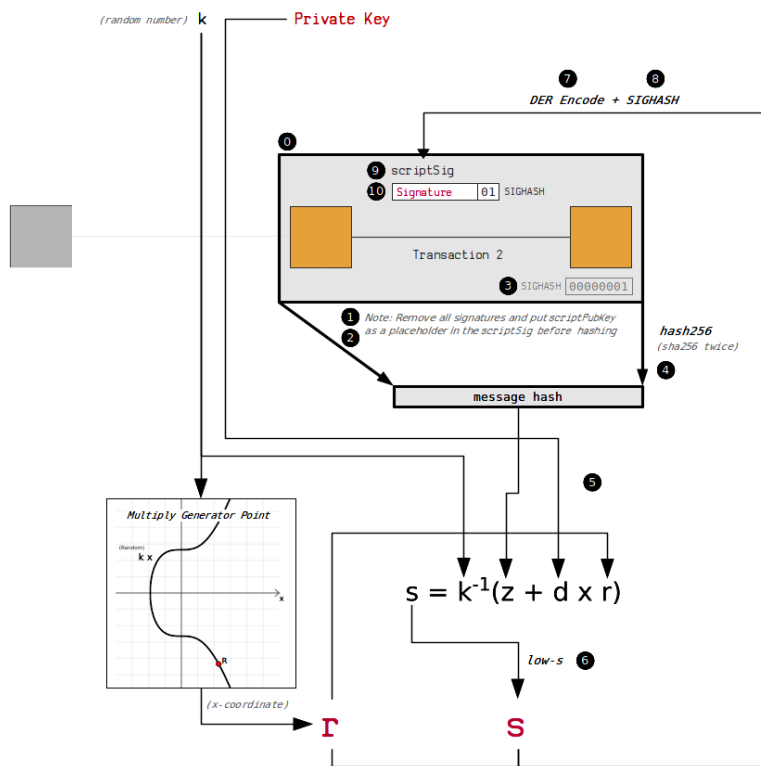 (random number) k
Private Key
7 8
DER Encode + SIGHASH
0
9 scriptSig
10 Signature 01 SIGHASH
Transaction 2
3 SIGHASH 00000001
1 Note: Remove all signatures and put scriptPubKey
2 as a placeholder in the scriptSig before hashing
hash256
(sha256 twice)
4
message hash
5
Multiply Generator Point
(Random)
k x
x
R
s = k⁻¹(z + d x r)
low-s 6
(x-coordinate)
r s